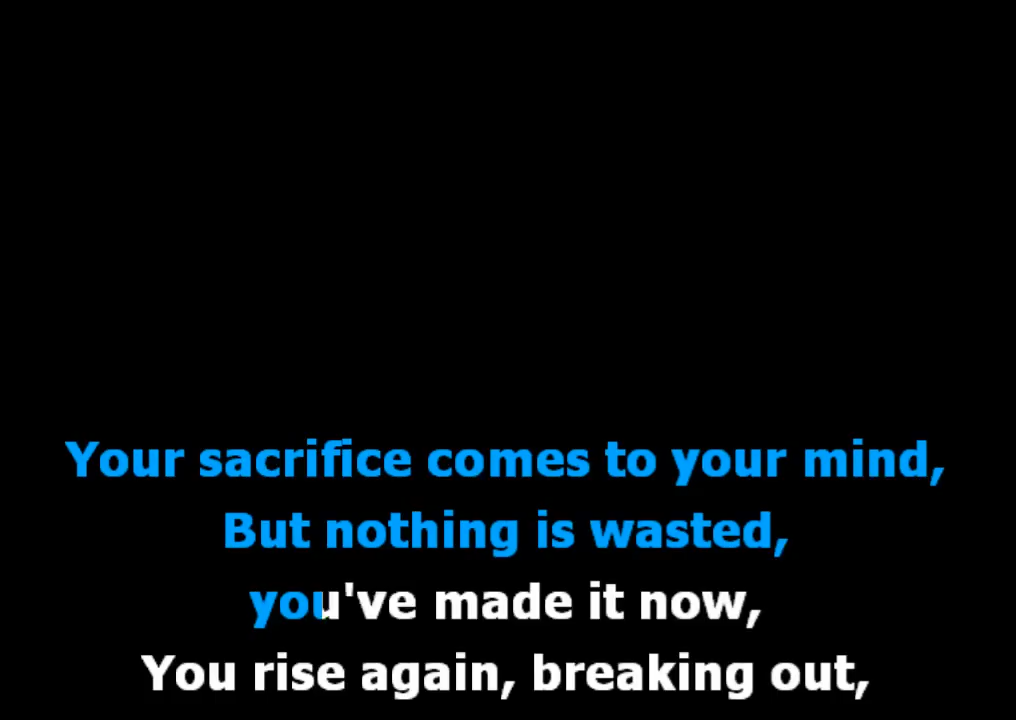 Your sacrifice comes to your mind,
But nothing is wasted,
you've made it now,
You rise again, breaking out,